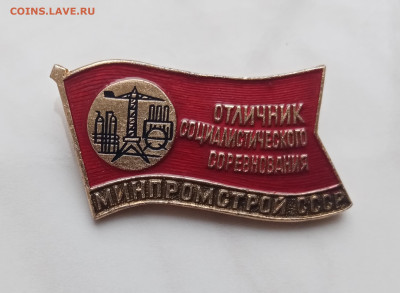 COINS.LAVE.RU
ОТЛИЧНИК
СОЦИАЛИСТИЧЕСКОГО
СОРЕВНОВАНИЯ
МИНПРОМСТРОЙ СССР